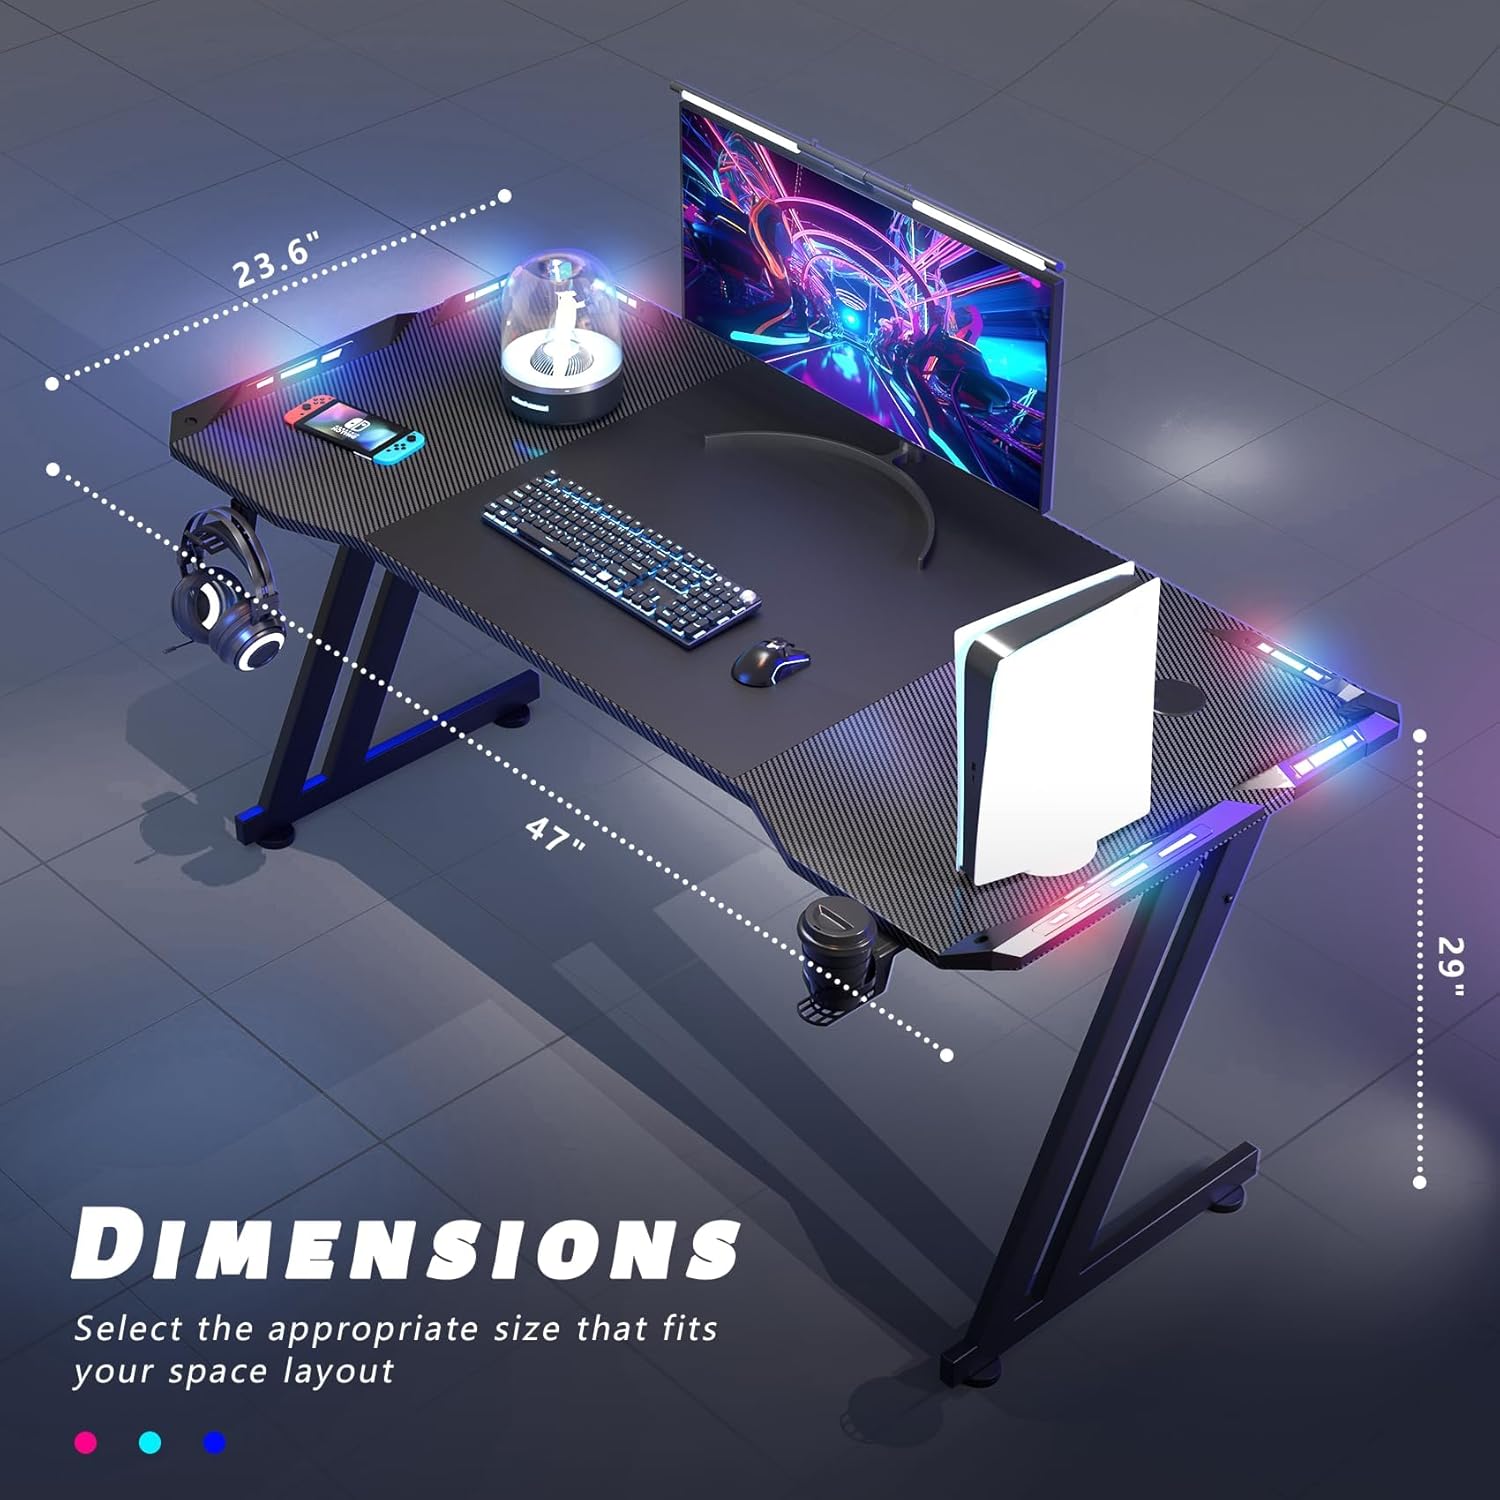 23.6"
47"
29"
DIMENSIONS
Select the appropriate size that fits
your space layout